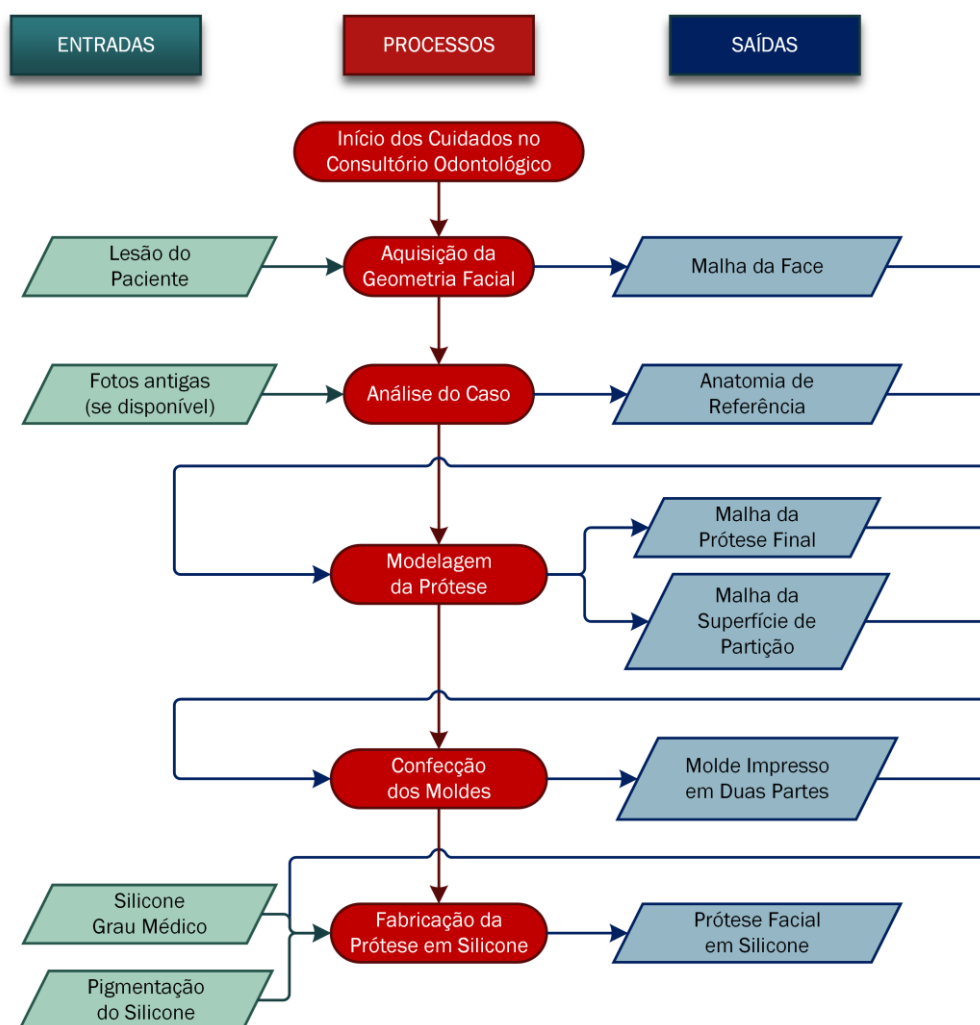 ENTRADAS
PROCESSOS
SAÍDAS
Início dos Cuidados no
Consultório Odontológico
Lesão do
Paciente
Aquisição da
Geometria Facial
Malha da Face
Fotos antigas
(se disponível)
Análise do Caso
Anatomia de
Referência
Modelagem
da Prótese
Malha da
Prótese Final
Malha da
Superfície de
Partição
Confecção
dos Moldes
Molde Impresso
em Duas Partes
Silicone
Grau Médico
Fabricação da
Prótese em Silicone
Prótese Facial
em Silicone
Pigmentação
do Silicone